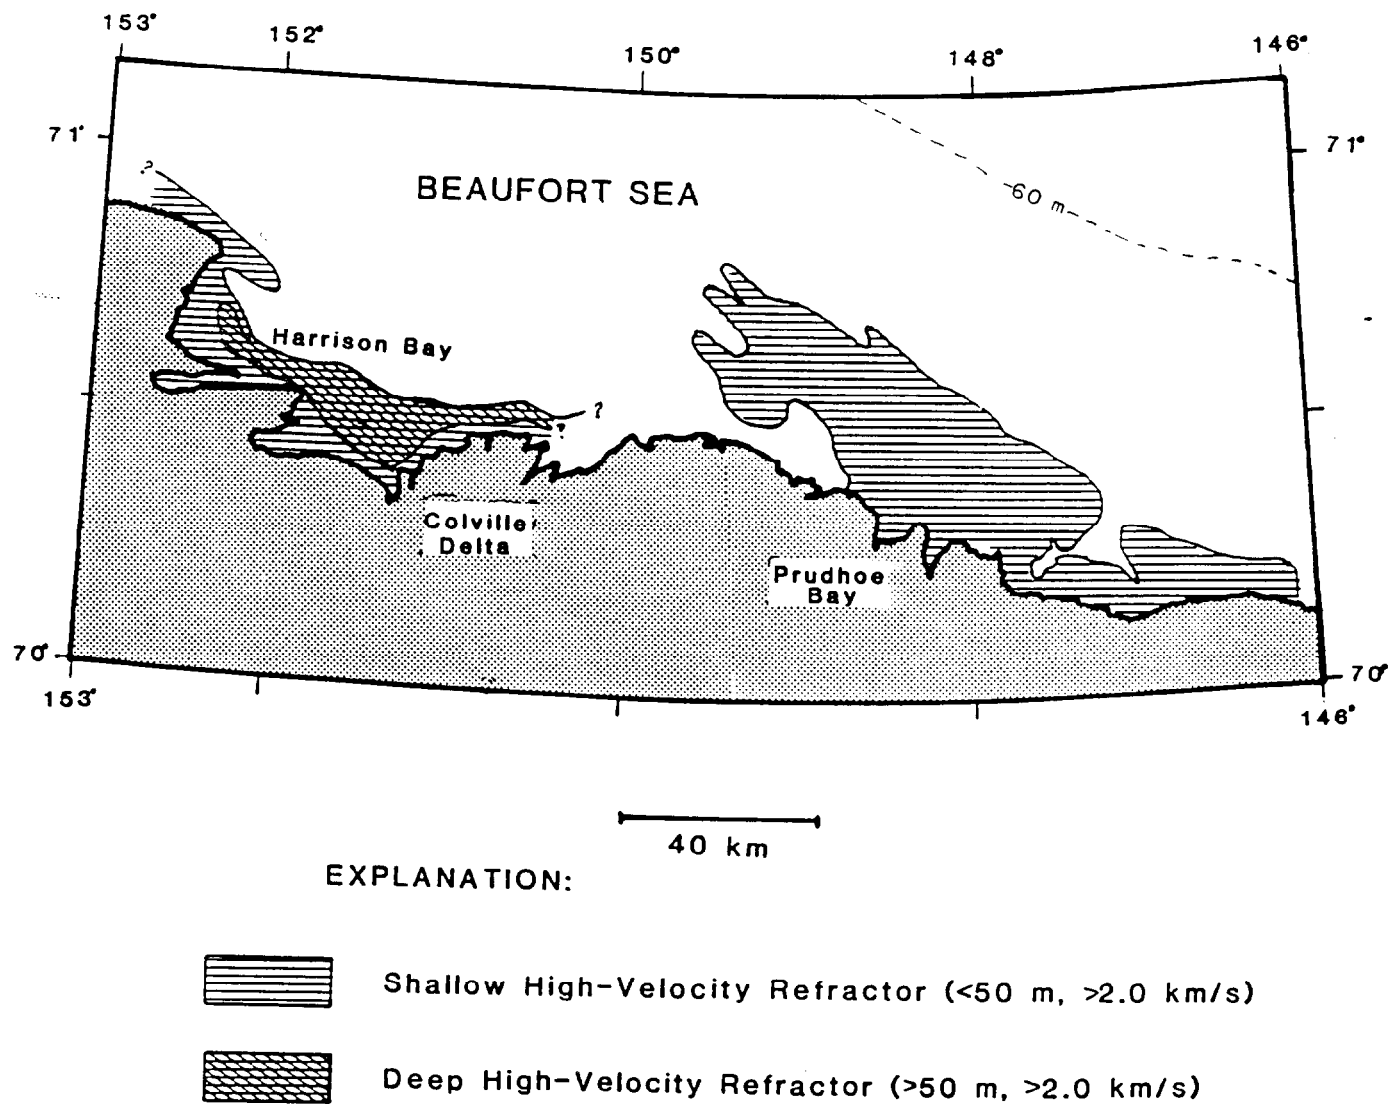 153°
152°
150°
148°
146°
71°
71°
?
BEAUFORT SEA
60 m
Harrison Bay
?
?
Colville
Delta
Prudhoe
Bay
70°
70°
153°
146°
40 km
EXPLANATION:
Shallow High-Velocity Refractor (<50 m, >2.0 km/s)
Deep High-Velocity Refractor (>50 m, >2.0 km/s)